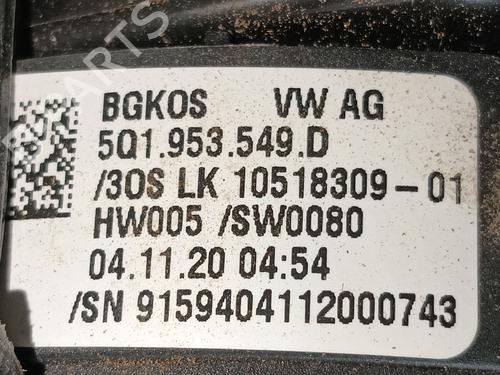 BGKOS VW AG
5Q1.953.549.D
/3OS LK 10518309-01
HW005 /SW0080
04.11.20 04:54
/SN 9159404112000743